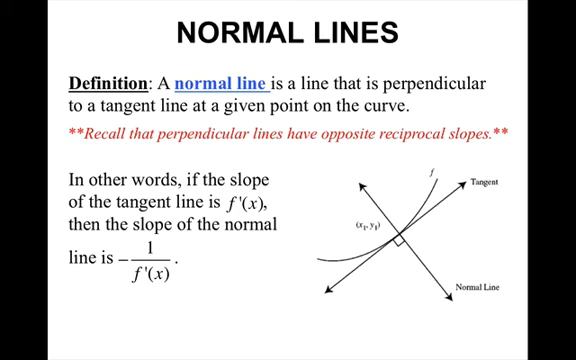 NORMAL LINES
Definition: A normal line is a line that is perpendicular
to a tangent line at a given point on the curve.
**Recall that perpendicular lines have opposite reciprocal slopes.**
In other words, if the slope
of the tangent line is f'(x),
then the slope of the normal
line is -1/f'(x).
f
Tangent
(x₁, y₁)
Normal Line